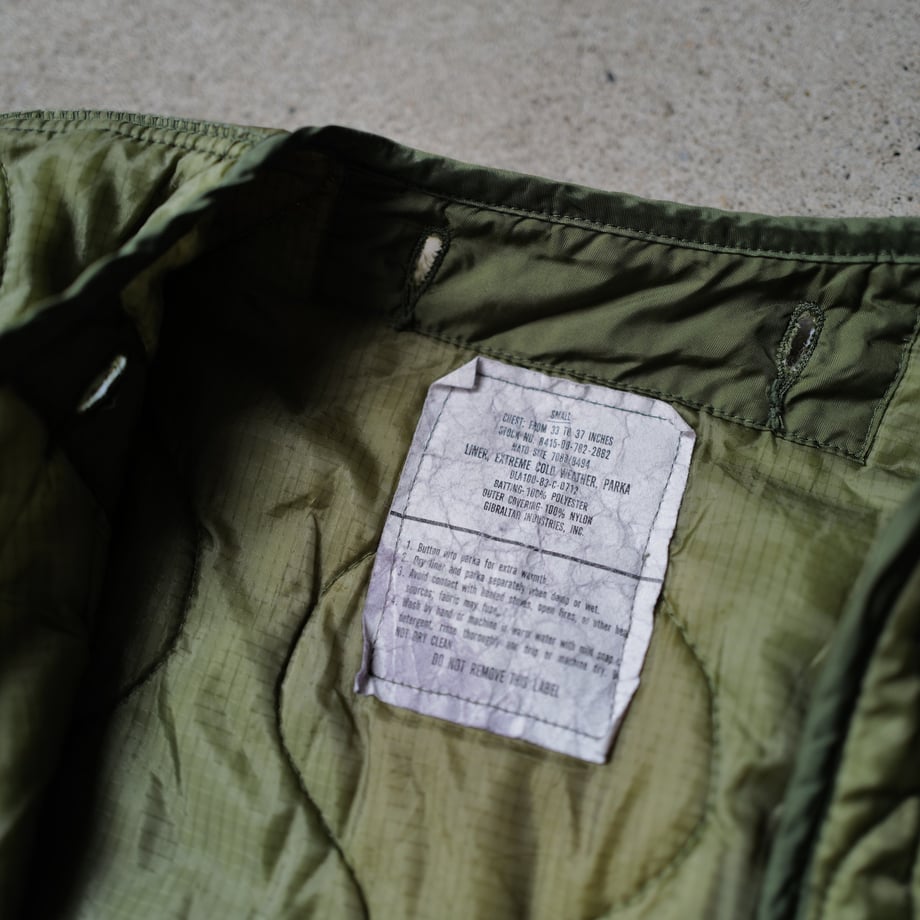 SMALL
CHEST: FROM 33 TO 37 INCHES
STOCK NO. 8415-00-782-2882
NATO SIZE 7080/8494
LINER, EXTREME COLD WEATHER, PARKA
DLA100-83-C-0712
BATTING-100% POLYESTER
OUTER COVERING-100% NYLON
GIBRALTAR INDUSTRIES, INC.
1. Button into parka for extra warmth.
2. Dry liner and parka separately when damp or wet.
3. Avoid contact with heated stoves, open fires, or other
sources; fabric may fuse.
Wash by hand or machine in warm water with mild soap
detergent, rinse thoroughly and drip or machine dry.
NOT DRY CLEAN.
DO NOT REMOVE THIS LABEL